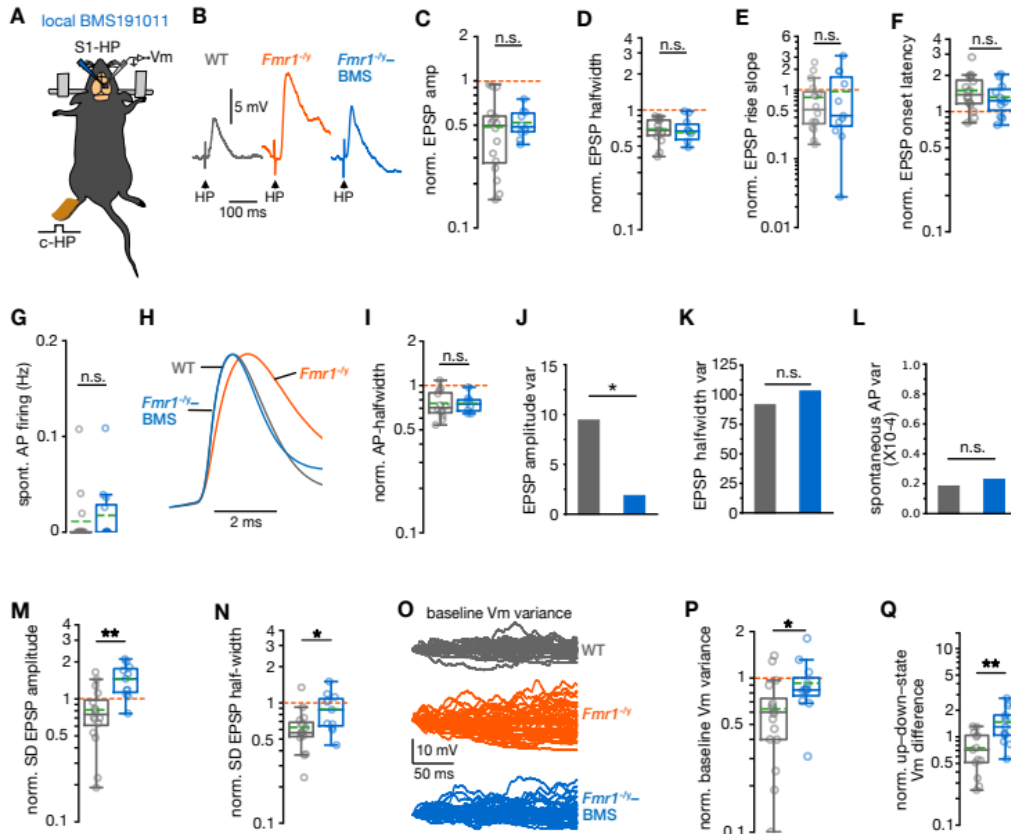 A
local BMS191011
S1-HP
Vm
c-HP
B
WT
Fmr1-/y
Fmr1-/y–
BMS
5 mV
HP
HP
HP
100 ms
C
n.s.
norm. EPSP amp
1
0.5
0.1
D
n.s.
norm. EPSP halfwidth
4
3
2
1
0.5
0.1
E
n.s.
norm. EPSP rise slope
6
3
2
1
0.5
0.1
0.01
F
n.s.
norm. EPSP onset latency
4
3
2
1
0.5
0.1
G
n.s.
spont. AP firing (Hz)
0.2
0.1
0
H
WT
Fmr1-/y
Fmr1-/y–
BMS
2 ms
I
n.s.
norm. AP-halfwidth
2
1
0.5
0.1
J
*
EPSP amplitude var
15
10
5
0
K
n.s.
EPSP halfwidth var
125
100
75
50
25
0
L
n.s.
spontaneous AP var
(X10-4)
1.0
0.8
0.6
0.4
0.2
0.0
M
**
norm. SD EPSP amplitude
4
3
2
1
0.5
0.1
N
*
norm. SD EPSP half-width
4
3
2
1
0.5
0.1
O
baseline Vm variance
WT
Fmr1-/y
10 mV
50 ms
Fmr1-/y–
BMS
P
*
norm. baseline Vm variance
2
1
0.5
0.1
Q
**
norm. up-down–state
Vm difference
10
5
2
1
0.5
0.1